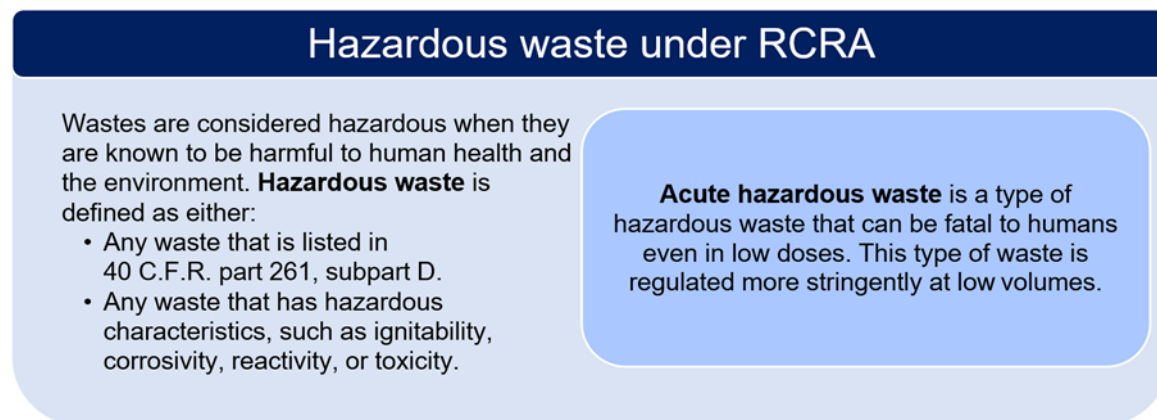 Hazardous waste under RCRA
Wastes are considered hazardous when they
are known to be harmful to human health and
the environment. Hazardous waste is
defined as either:
• Any waste that is listed in
40 C.F.R. part 261, subpart D.
• Any waste that has hazardous
characteristics, such as ignitability,
corrosivity, reactivity, or toxicity.
Acute hazardous waste is a type of
hazardous waste that can be fatal to humans
even in low doses. This type of waste is
regulated more stringently at low volumes.